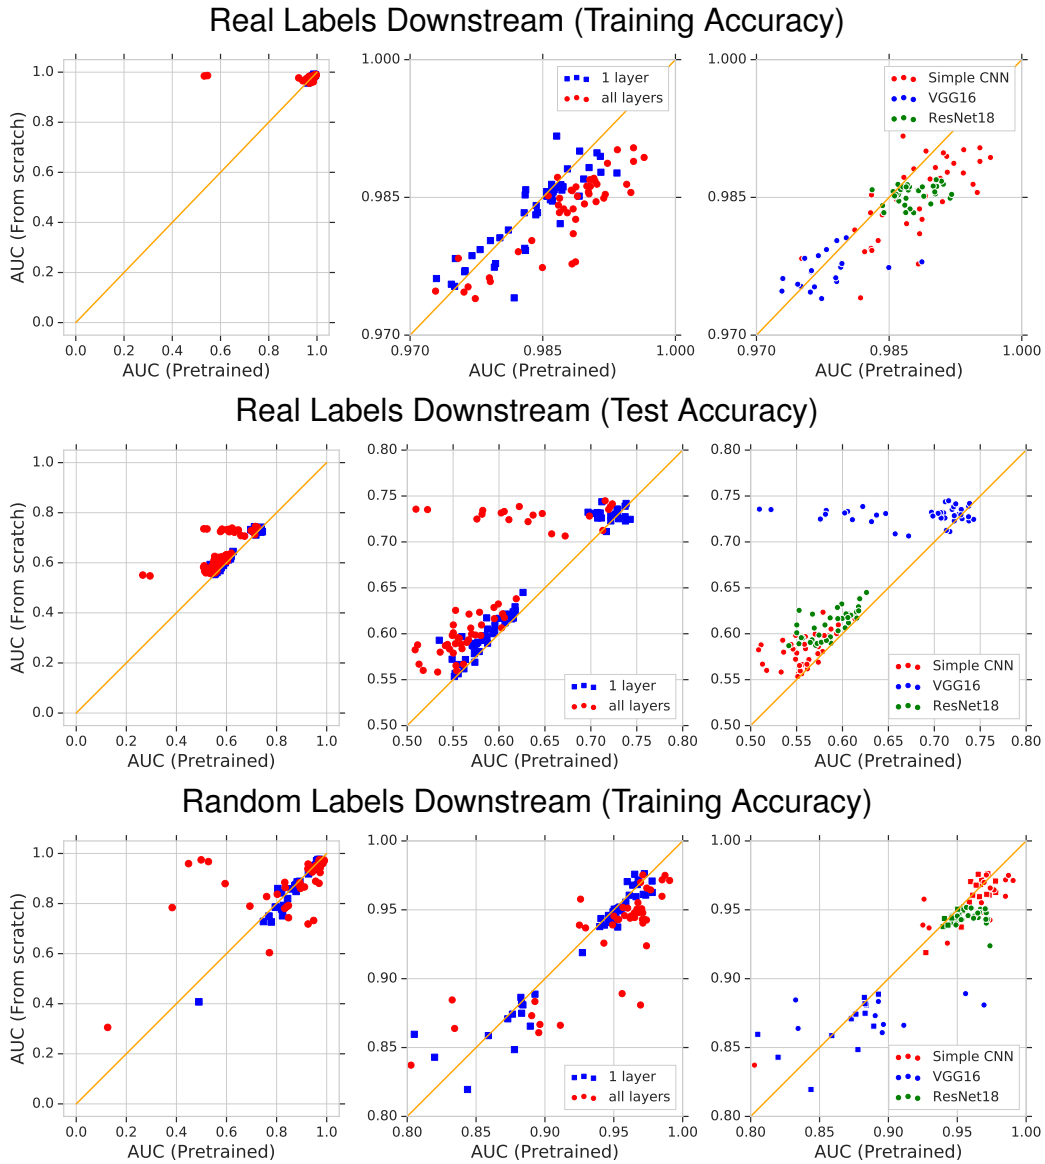 Real Labels Downstream (Training Accuracy)
AUC (From scratch)
1.0
0.8
0.6
0.4
0.2
0.0
0.0 0.2 0.4 0.6 0.8 1.0
AUC (Pretrained)
1.000
0.985
0.970
0.970 0.985 1.000
AUC (Pretrained)
1 layer
all layers
1.000
0.985
0.970
0.970 0.985 1.000
AUC (Pretrained)
Simple CNN
VGG16
ResNet18
Real Labels Downstream (Test Accuracy)
AUC (From scratch)
1.0
0.8
0.6
0.4
0.2
0.0
0.0 0.2 0.4 0.6 0.8 1.0
AUC (Pretrained)
0.80
0.75
0.70
0.65
0.60
0.55
0.50
0.50 0.55 0.60 0.65 0.70 0.75 0.80
AUC (Pretrained)
1 layer
all layers
0.80
0.75
0.70
0.65
0.60
0.55
0.50
0.50 0.55 0.60 0.65 0.70 0.75 0.80
AUC (Pretrained)
Simple CNN
VGG16
ResNet18
Random Labels Downstream (Training Accuracy)
AUC (From scratch)
1.0
0.8
0.6
0.4
0.2
0.0
0.0 0.2 0.4 0.6 0.8 1.0
AUC (Pretrained)
1.00
0.95
0.90
0.85
0.80
0.80 0.85 0.90 0.95 1.00
AUC (Pretrained)
1 layer
all layers
1.00
0.95
0.90
0.85
0.80
0.80 0.85 0.90 0.95 1.00
AUC (Pretrained)
Simple CNN
VGG16
ResNet18